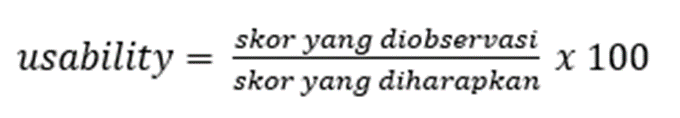 usability = skor yang diobservasi / skor yang diharapkan x 100